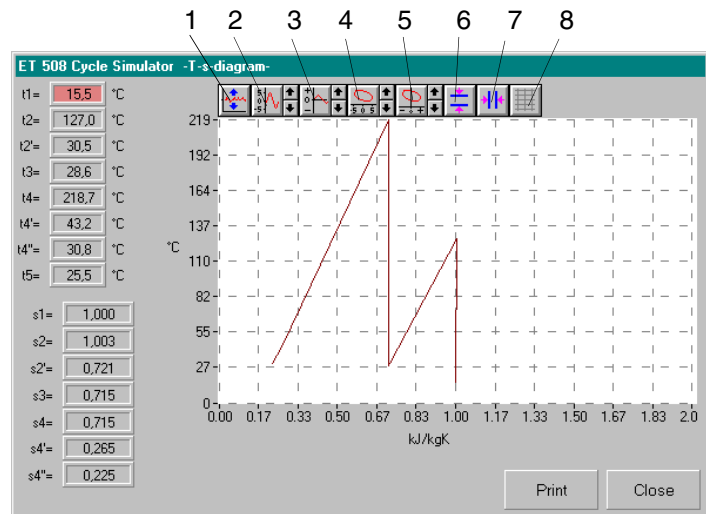 1 2 3 4 5 6 7 8
ET 508 Cycle Simulator -T-s-diagram-
t1= 15,5 °C
t2= 127,0 °C
t2'= 30,5 °C
t3= 28,6 °C
t4= 218,7 °C
t4'= 43,2 °C
t4''= 30,8 °C
t5= 25,5 °C
s1= 1,000
s2= 1,003
s2'= 0,721
s3= 0,715
s4= 0,715
s4'= 0,265
s4''= 0,225
219
192
164
137
°C
110
82
55
27
0
0.00 0.17 0.33 0.50 0.67 0.83 1.00 1.17 1.33 1.50 1.67 1.83 2.0
kJ/kgK
Print Close